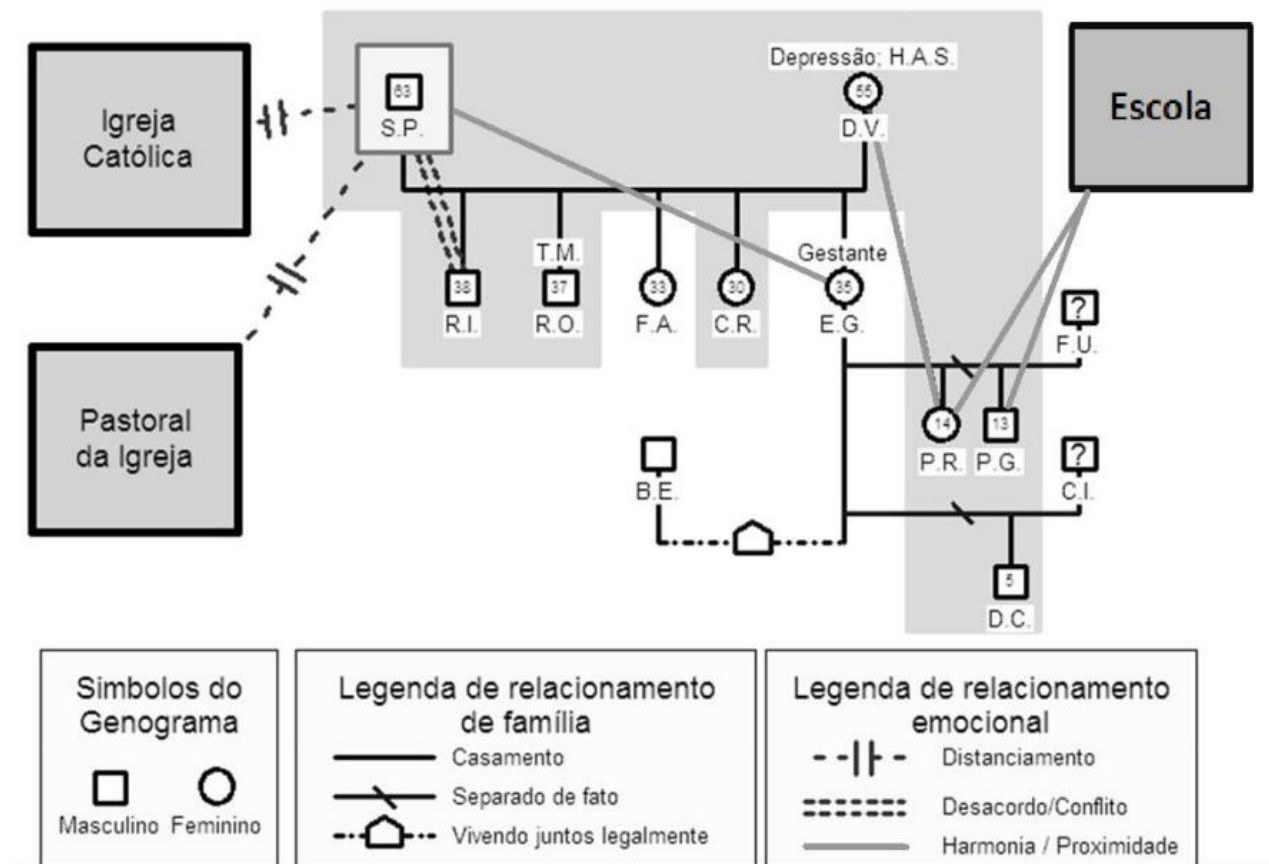 Igreja
Católica
63
S.P.
Depressão; H.A.S.
55
D.V.
Escola
T.M.
Gestante
38
37
33
30
35
R.I.
R.O.
F.A.
C.R.
E.G.
?
F.U.
Pastoral
da Igreja
14
13
P.R.
P.G.
B.E.
?
C.I.
5
D.C.
Simbolos do
Genograma
Masculino
Feminino
Legenda de relacionamento
de família
Casamento
Separado de fato
Vivendo juntos legalmente
Legenda de relacionamento
emocional
Distanciamento
Desacordo/Conflito
Harmonia / Proximidade